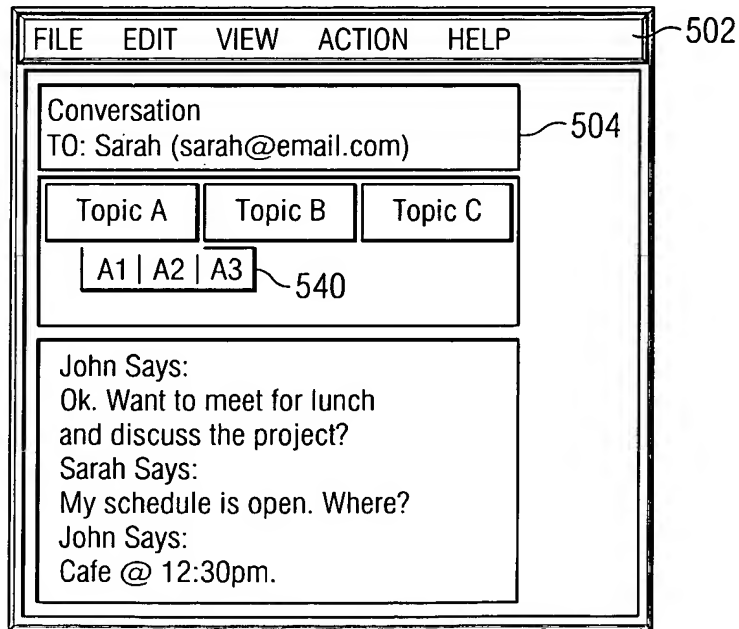 FILE EDIT VIEW ACTION HELP
502
Conversation
TO: Sarah (sarah@email.com)
504
Topic A Topic B Topic C
A1 | A2 | A3
540
John Says:
Ok. Want to meet for lunch
and discuss the project?
Sarah Says:
My schedule is open. Where?
John Says:
Cafe @ 12:30pm.